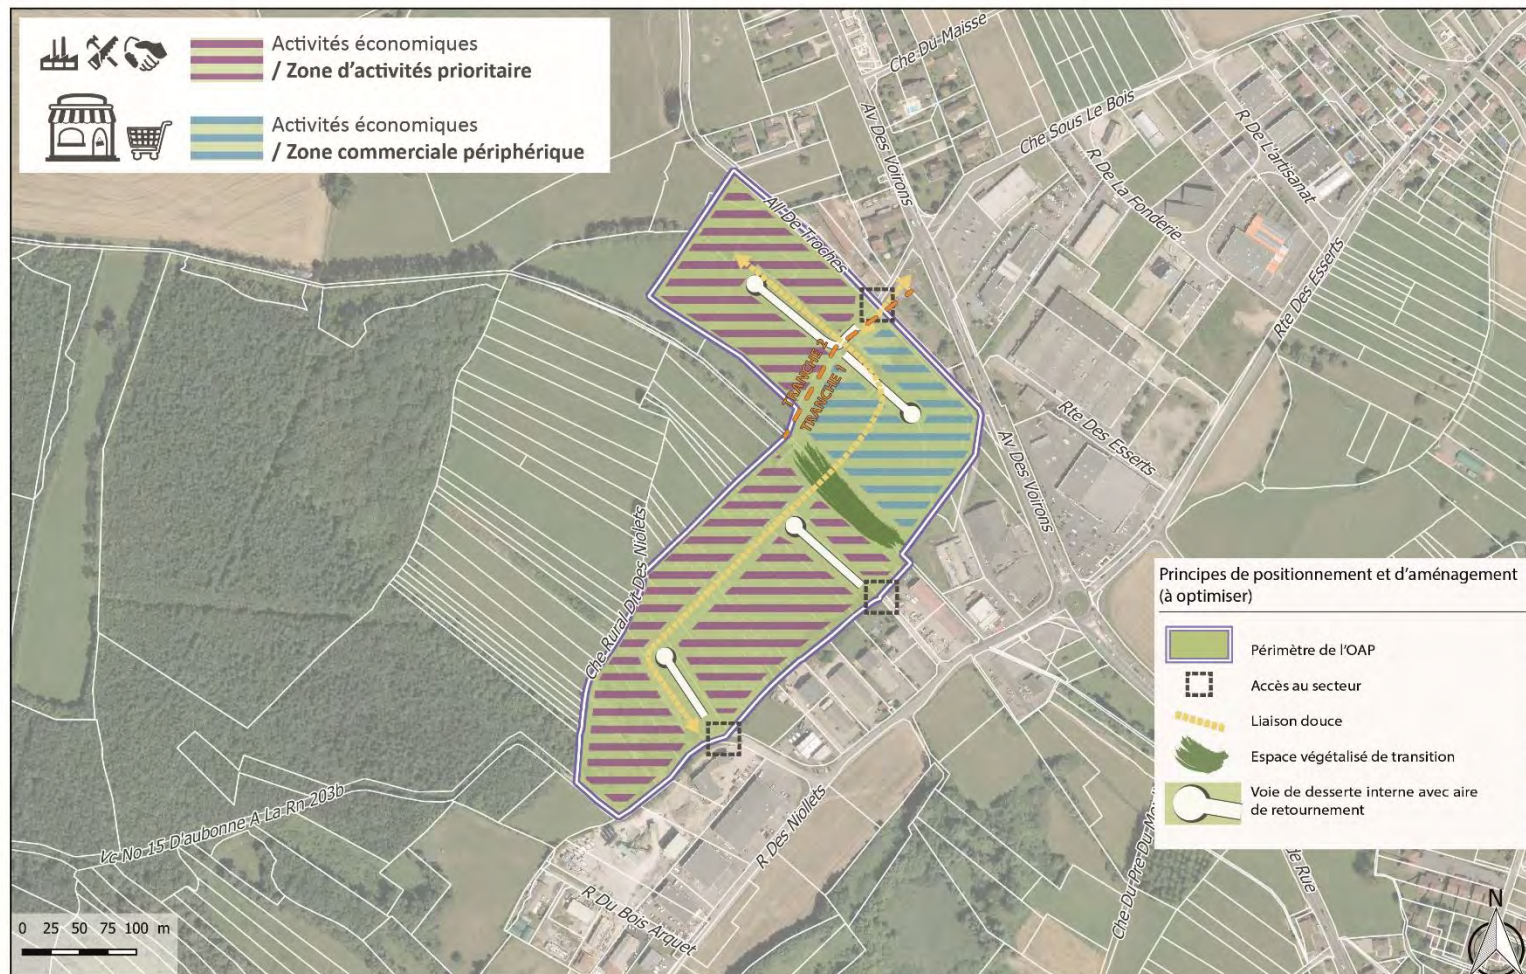 Activités économiques
/ Zone d'activités prioritaire
Activités économiques
/ Zone commerciale périphérique
Che Du Maisse
Av Des Voirons
Che Sous Le Bois
R De L'artisanat
R De La Fonderie
All De Troches
Rte Des Esserts
TRANCHE 2
TRANCHE 1
Rte Des Esserts
Av Des Voirons
Che Rural Dit Des Niolets
Vc No 15 D'aubonne A La Rn 203b
R Des Niollets
R Du Bois Arquet
Che Du Pre Du
de Rue
Principes de positionnement et d'aménagement
(à optimiser)
Périmètre de l'OAP
Accès au secteur
Liaison douce
Espace végétalisé de transition
Voie de desserte interne avec aire
de retournement
0 25 50 75 100 m
N